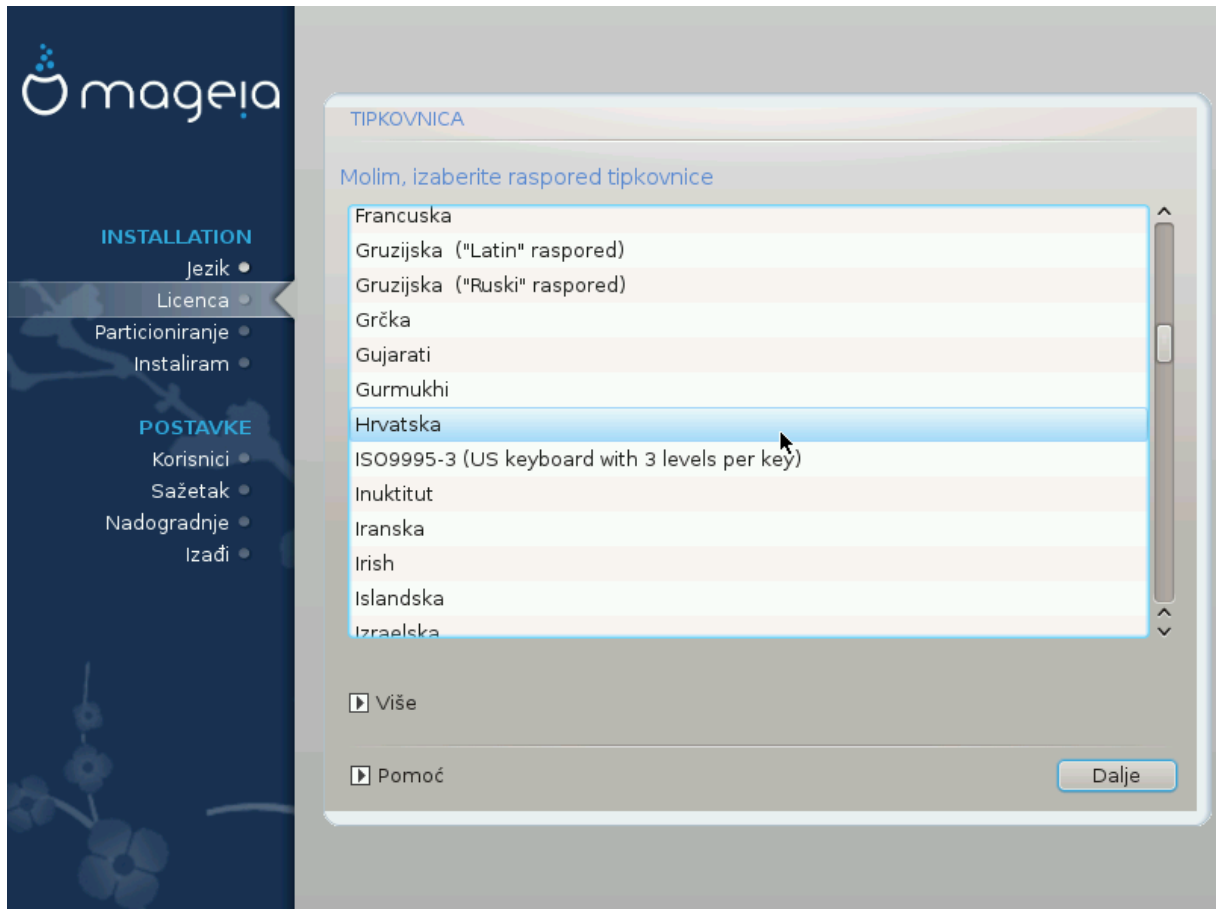 mageia
INSTALLATION
Jezik
Licenca
Particioniranje
Instaliram
POSTAVKE
Korisnici
Sažetak
Nadogradnje
Izađi
TIPKOVNICA
Molim, izaberite raspored tipkovnice
Francuska
Gruzijska ("Latin" raspored)
Gruzijska ("Ruski" raspored)
Grčka
Gujarati
Gurmukhi
Hrvatska
ISO9995-3 (US keyboard with 3 levels per key)
Inuktitut
Iranska
Irish
Islandska
Izraelska
Više
Pomoć
Dalje